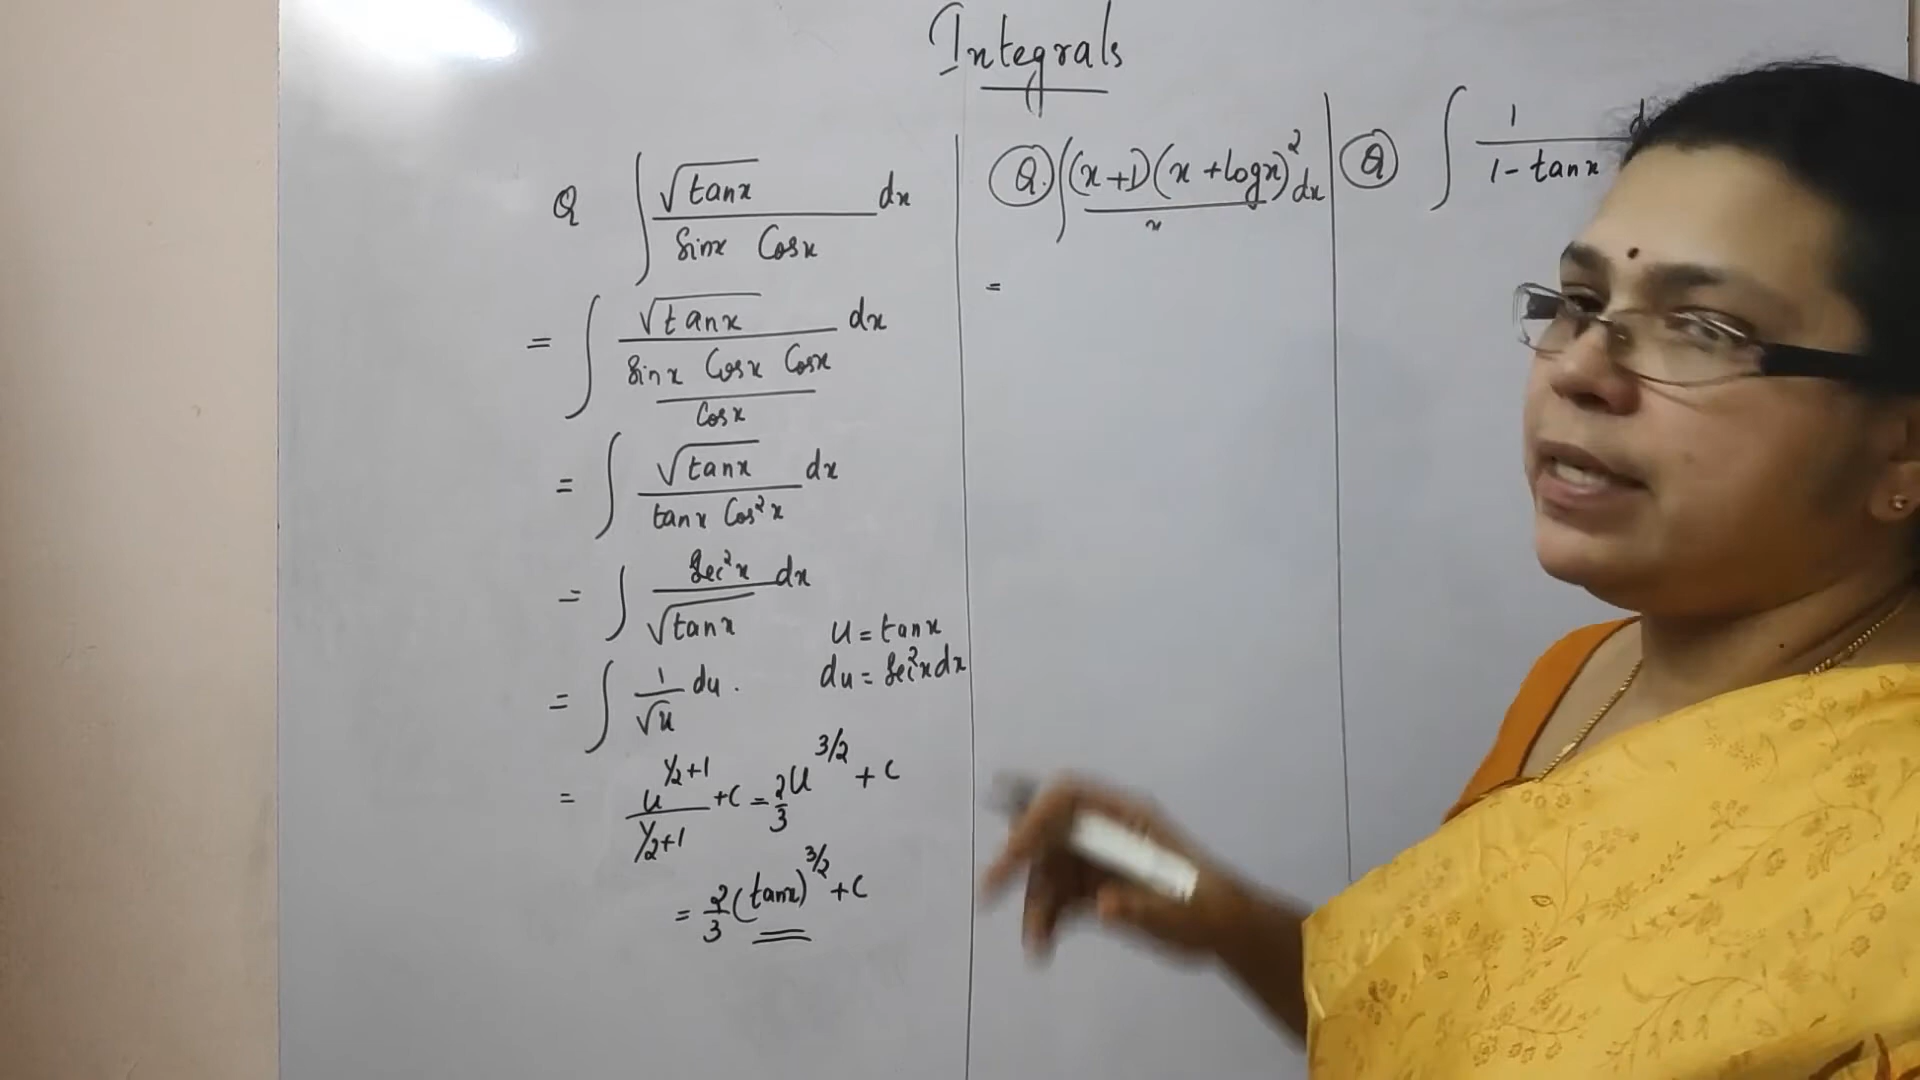 Integrals
Q ∫ √tanx / sinx Cosx dx
= ∫ √tanx / (sinx Cosx Cosx / Cosx) dx
= ∫ √tanx / tanx Cos²x dx
= ∫ Sec²x / √tanx dx
u = tanx
du = Sec²x dx
= ∫ 1/√u du .
= u^(1/2+1) / (1/2+1) + C = 2/3 u^(3/2) + C
= 2/3 (tanx)^(3/2) + C
Q. ∫ (x+1)(x+logx)² / x dx
=
Q ∫ 1 / 1-tanx d